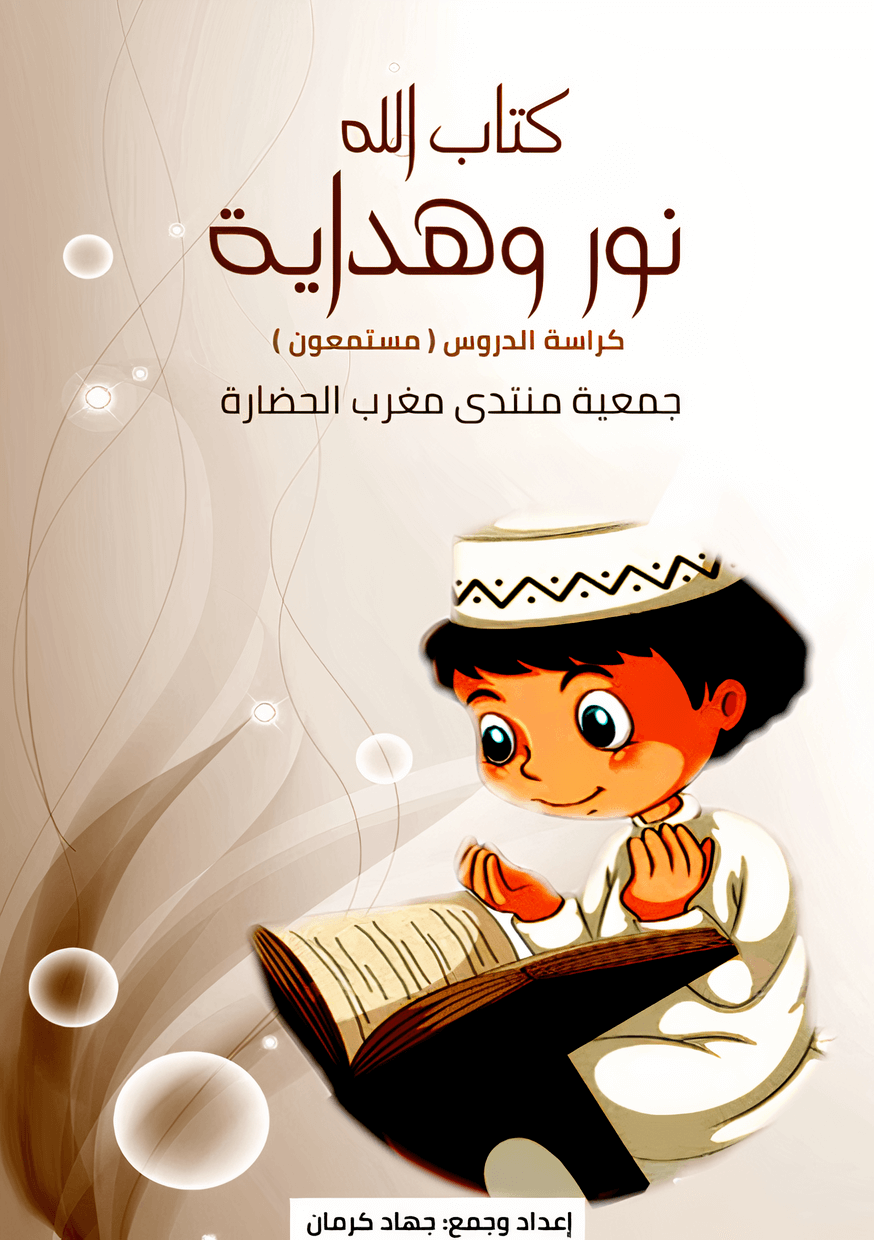 كتاب الله
نور وهداية
كراسة الدروس ( مستمعون )
جمعية منتدى مغرب الحضارة
إعداد وجمع: جهاد كرمان